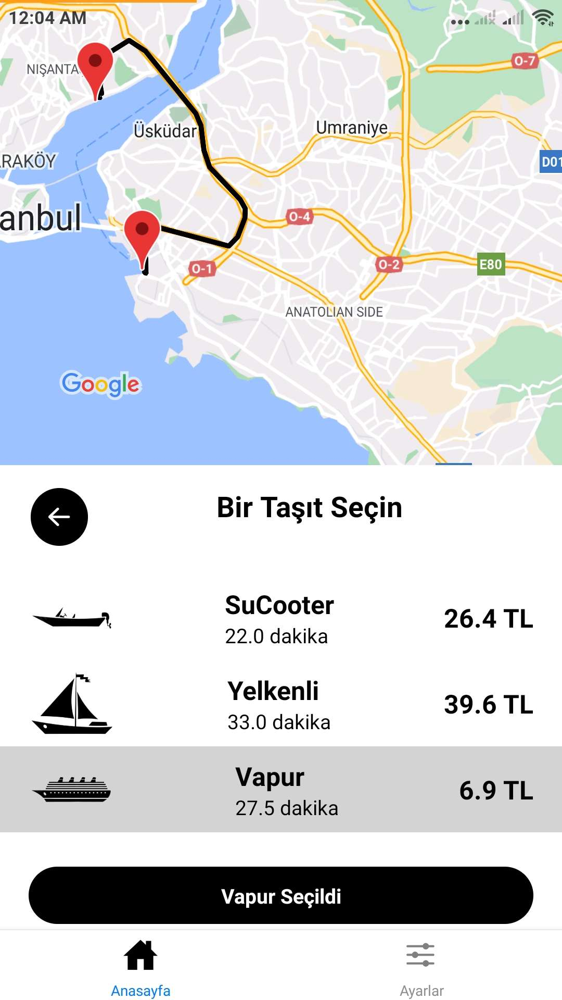 12:04 AM
NIŞANTA
O-7
Üsküdar
Umraniye
ARAKÖY
D01
anbul
O-4
O-1
O-2
E80
ANATOLIAN SIDE
Google
Bir Taşıt Seçin
SuCooter
22.0 dakika
26.4 TL
Yelkenli
33.0 dakika
39.6 TL
Vapur
27.5 dakika
6.9 TL
Vapur Seçildi
Anasayfa
Ayarlar